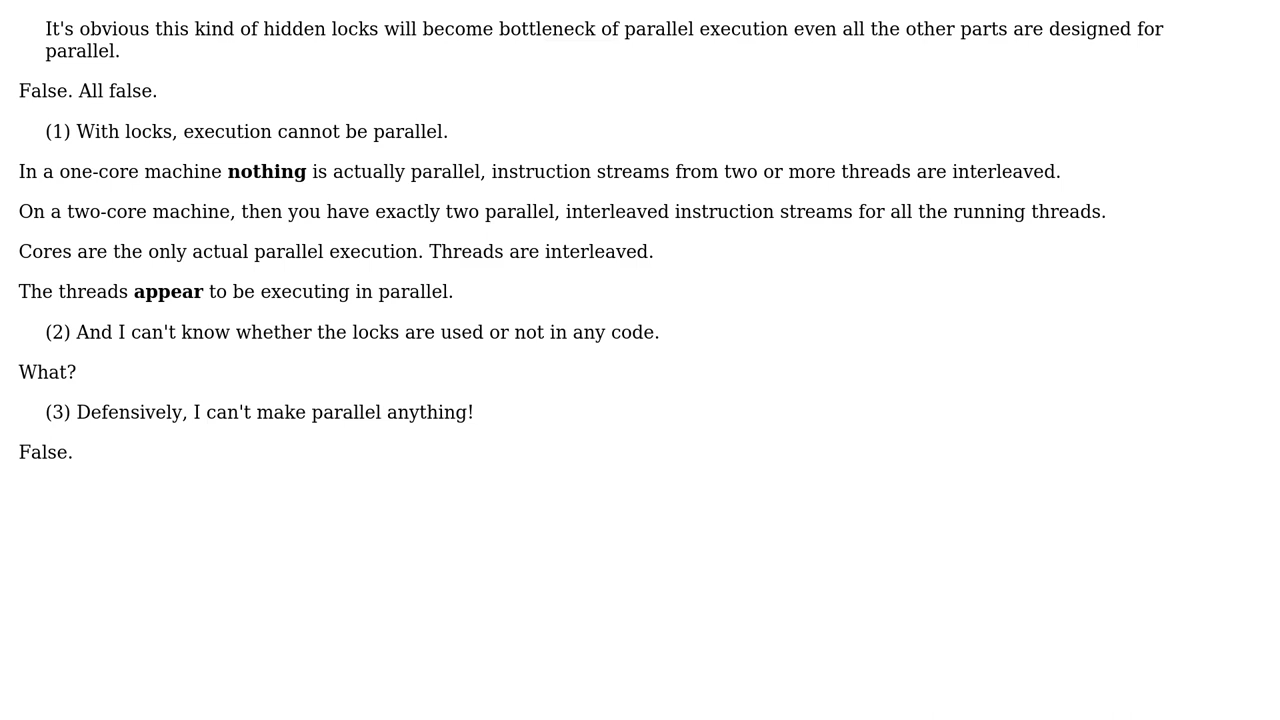 It's obvious this kind of hidden locks will become bottleneck of parallel execution even all the other parts are designed for
parallel.
False. All false.
(1) With locks, execution cannot be parallel.
In a one-core machine nothing is actually parallel, instruction streams from two or more threads are interleaved.
On a two-core machine, then you have exactly two parallel, interleaved instruction streams for all the running threads.
Cores are the only actual parallel execution. Threads are interleaved.
The threads appear to be executing in parallel.
(2) And I can't know whether the locks are used or not in any code.
What?
(3) Defensively, I can't make parallel anything!
False.